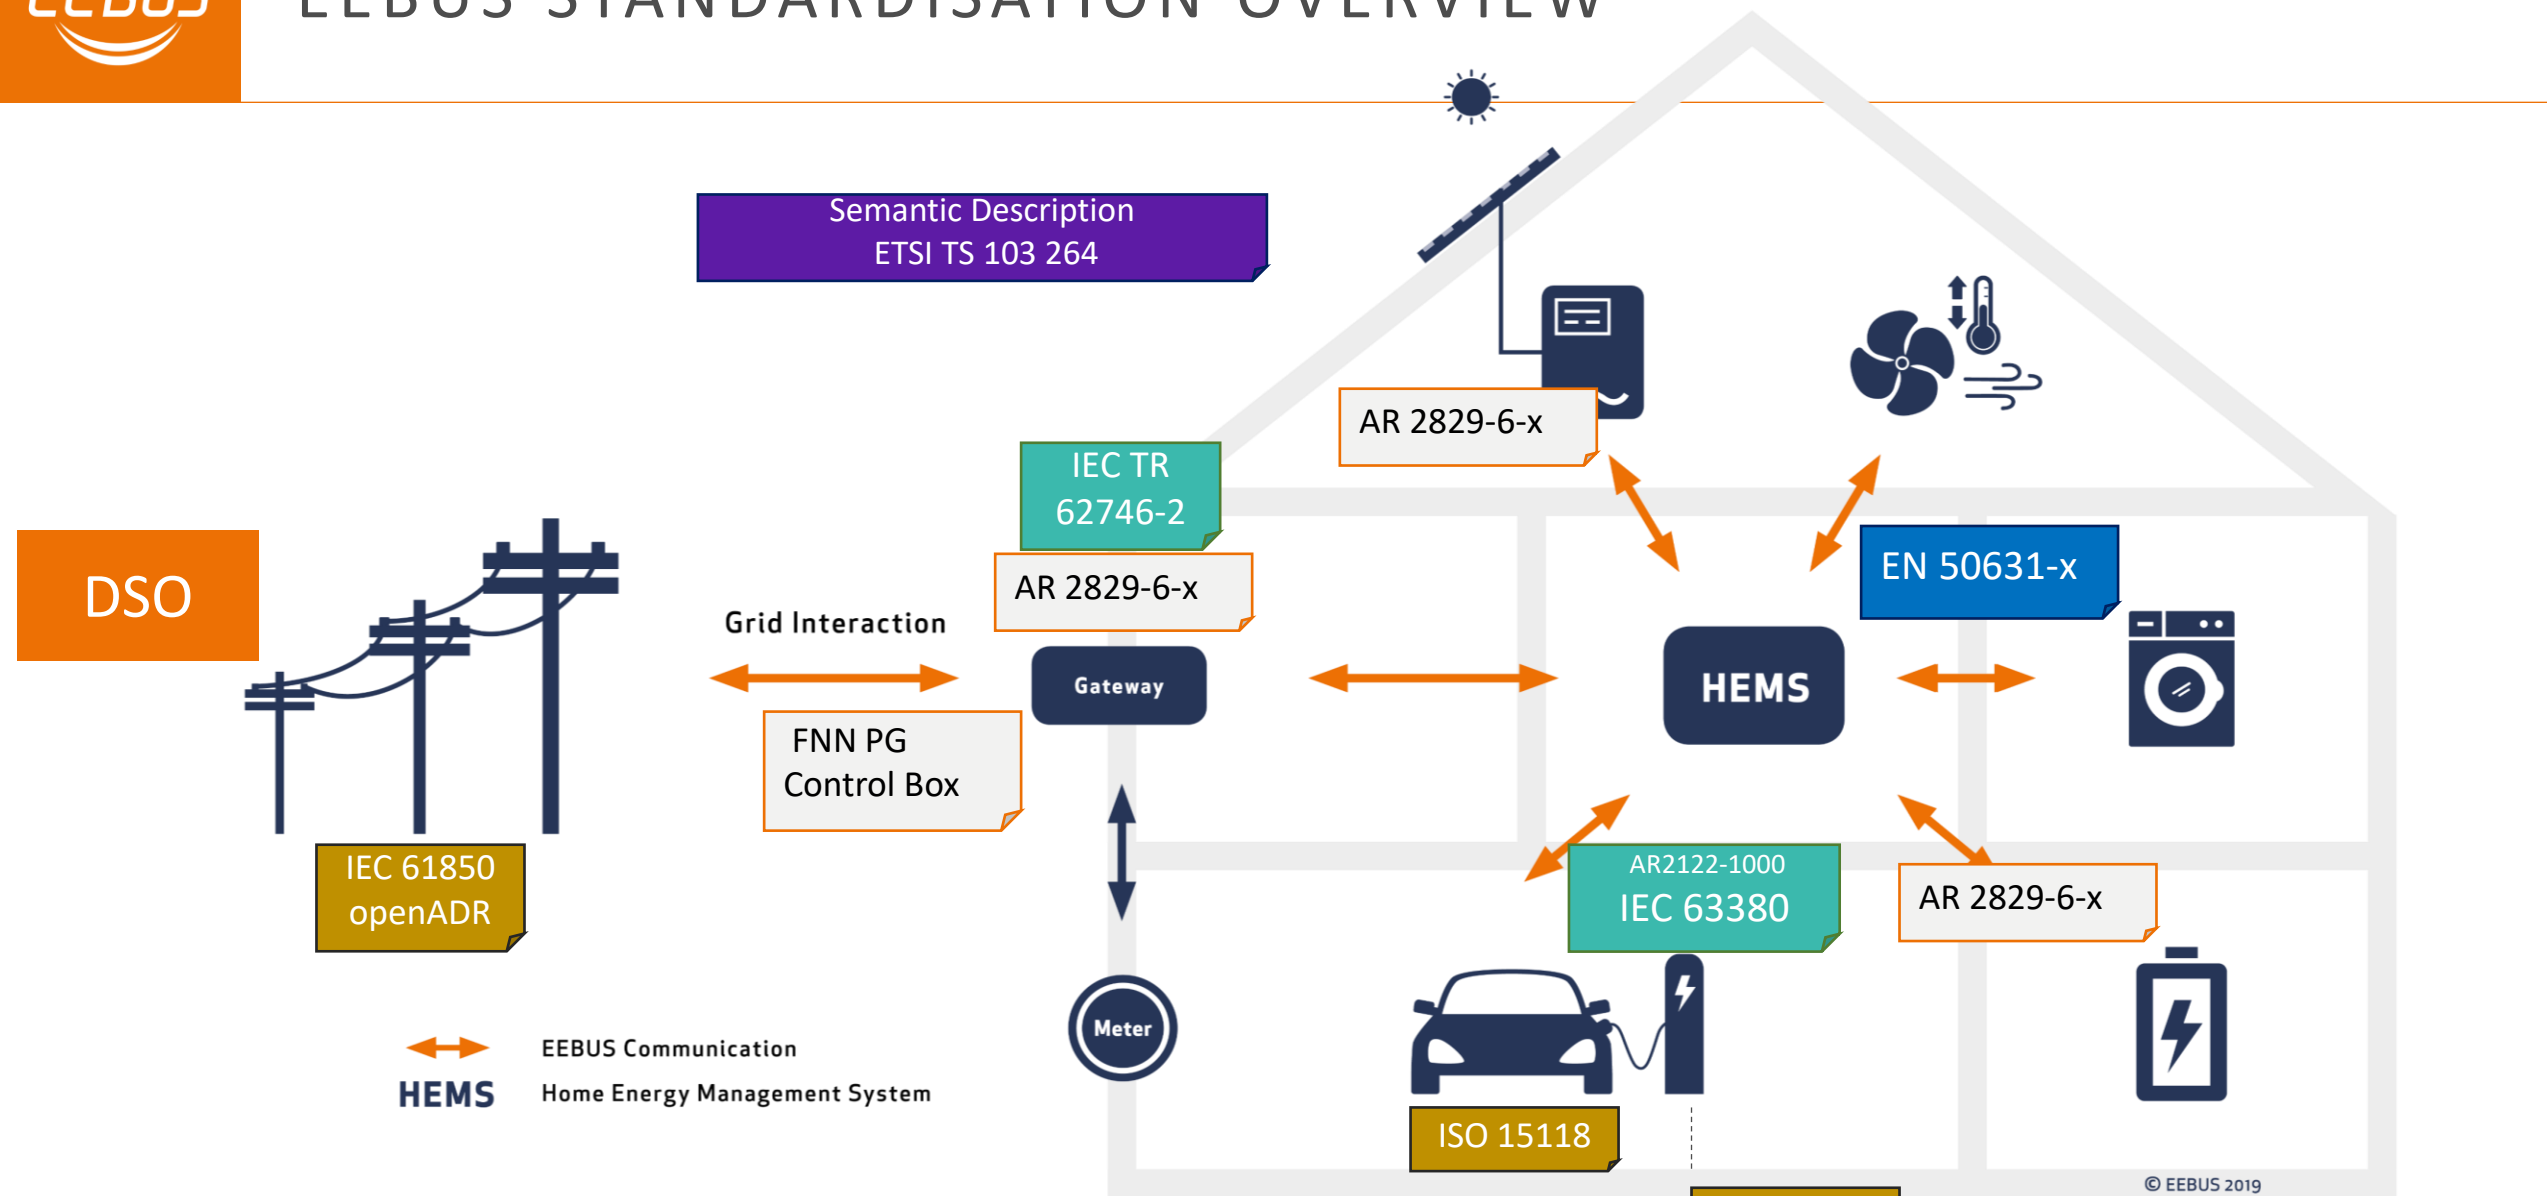 EEBUS
EEBUS STANDARDISATION OVERVIEW
Semantic Description
ETSI TS 103 264
AR 2829-6-x
IEC TR
62746-2
AR 2829-6-x
EN 50631-x
DSO
Grid Interaction
Gateway
HEMS
FNN PG
Control Box
IEC 61850
openADR
AR2122-1000
IEC 63380
AR 2829-6-x
Meter
EEBUS Communication
HEMS
Home Energy Management System
ISO 15118
© EEBUS 2019